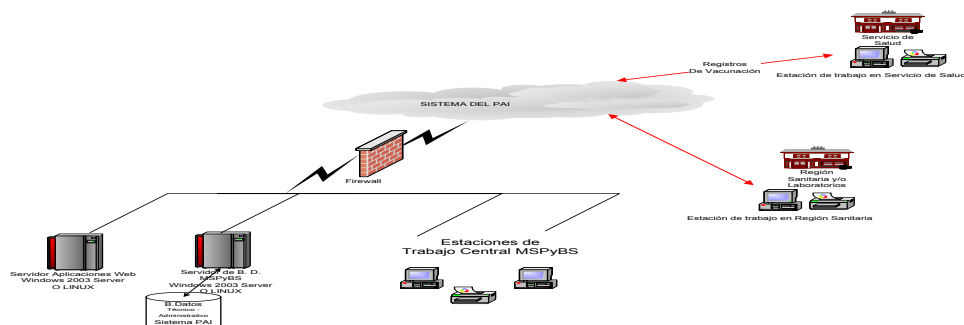 Servicio de
Salud
Estación de trabajo en Servicio de Salud
Registros
De Vacunación
SISTEMA DEL PAI
Firewall
Región
Sanitaria y/o
Laboratorios
Estación de trabajo en Región Sanitaria
Estaciones de
Trabajo Central MSPyBS
Servidor Aplicaciones Web
Windows 2003 Server
O LINUX
Servidor de B. D.
MSPyBS
Windows 2003 Server
O LINUX
B.Datos
Técnico -
Administrativo
Sistema PAI